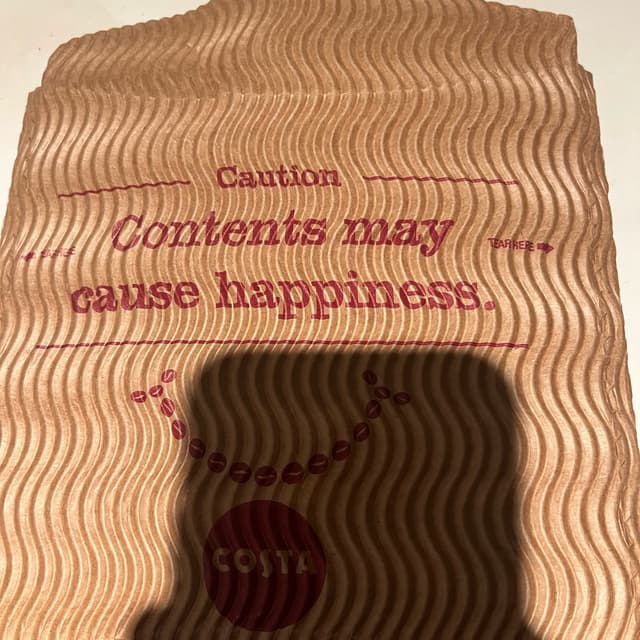 Caution
Contents may
TEAR HERE
cause happiness.
COSTA